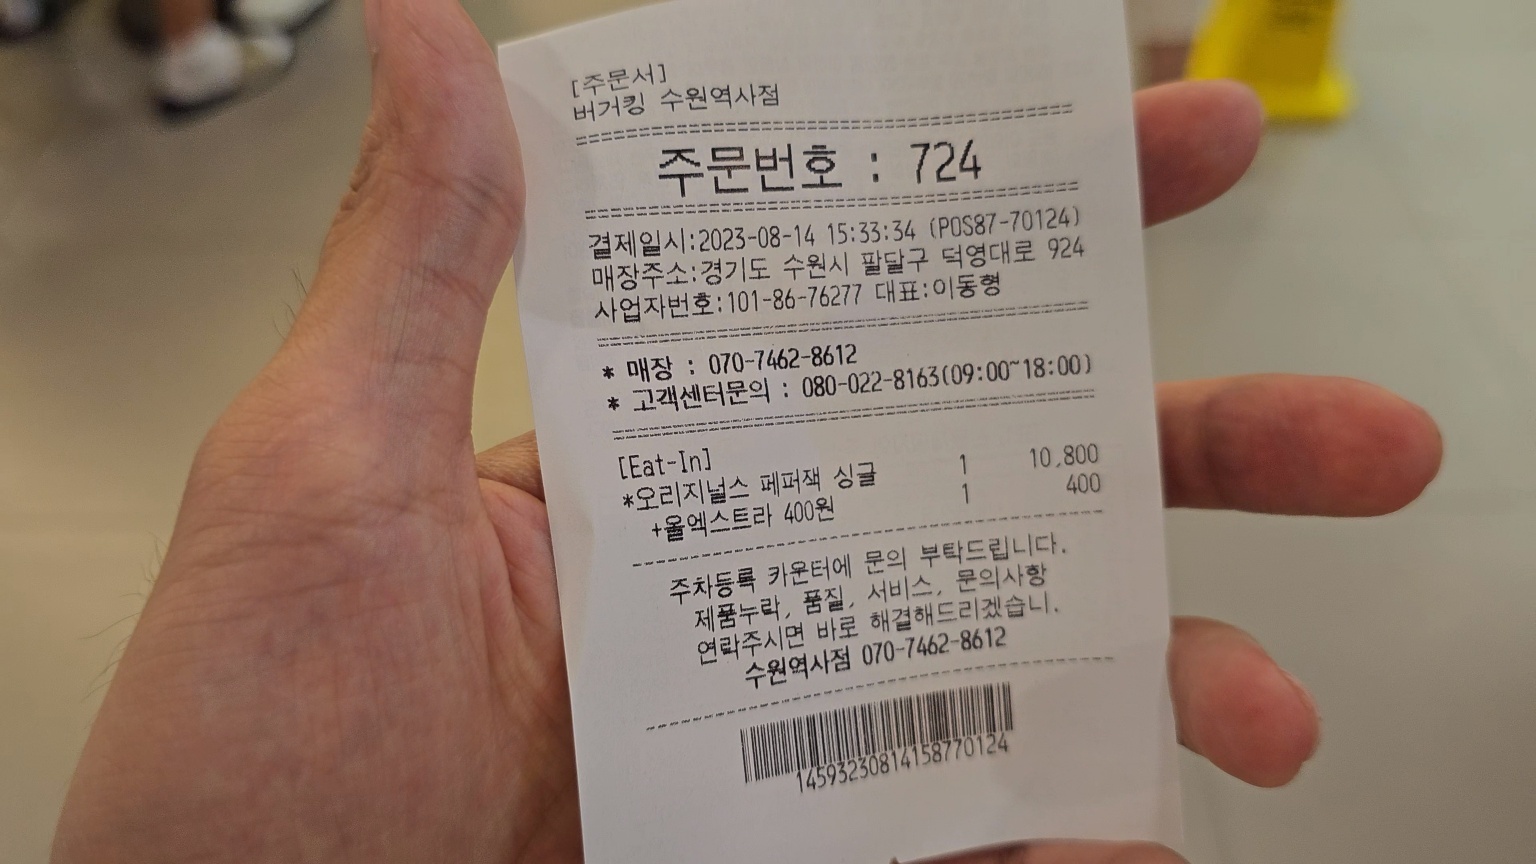 [주문서]
버거킹 수원역사점
주문번호 : 724
결제일시:2023-08-14 15:33:34 (POS87-70124)
매장주소:경기도 수원시 팔달구 덕영대로 924
사업자번호:101-86-76277 대표:이동형
* 매장 : 070-7462-8612
* 고객센터문의 : 080-022-8163(09:00~18:00)
[Eat-In]
*오리지널스 페퍼잭 싱글 1 10,800
+올엑스트라 400원 1 400
주차등록 카운터에 문의 부탁드립니다.
제품누락, 품질, 서비스, 문의사항
연락주시면 바로 해결해드리겠습니.
수원역사점 070-7462-8612
14593230814158770124